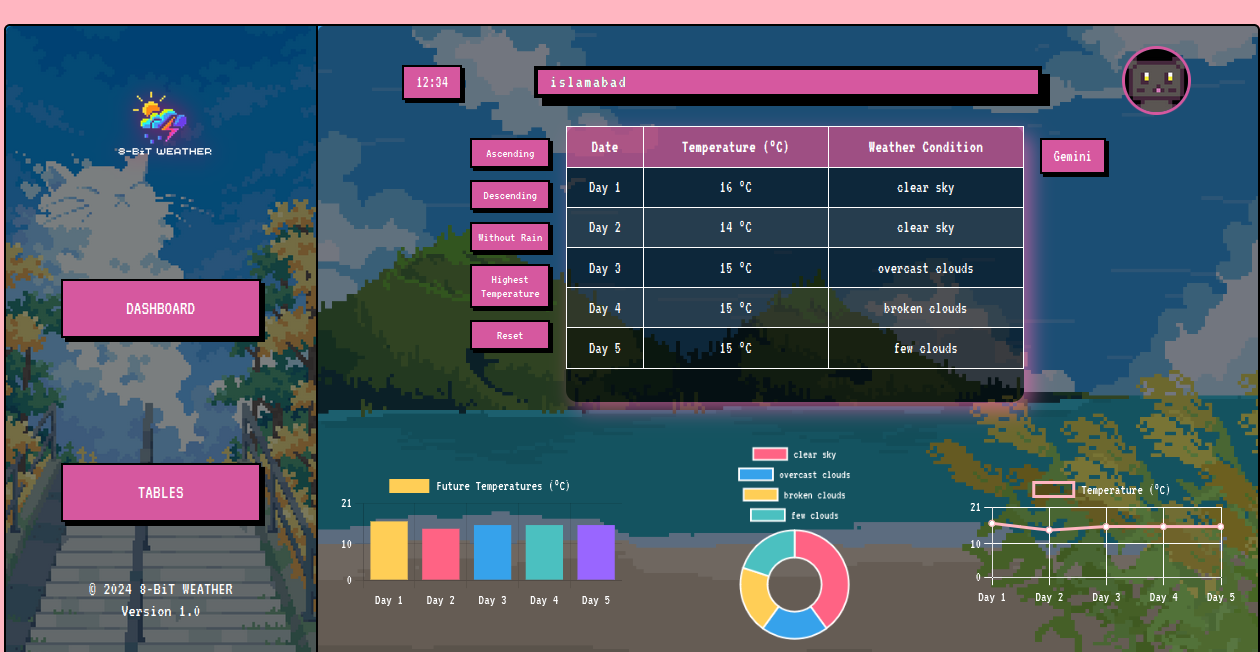 8-BiT WEATHER
DASHBOARD
TABLES
© 2024 8-BiT WEATHER
Version 1.0
12:34
islamabad
Ascending
Descending
Without Rain
Highest
Temperature
Reset
Gemini
Date Temperature (°C) Weather Condition
Day 1 16 °C clear sky
Day 2 14 °C clear sky
Day 3 15 °C overcast clouds
Day 4 15 °C broken clouds
Day 5 15 °C few clouds
Future Temperatures (°C)
21
10
0
Day 1 Day 2 Day 3 Day 4 Day 5
clear sky
overcast clouds
broken clouds
few clouds
Temperature (°C)
21
10
0
Day 1 Day 2 Day 3 Day 4 Day 5